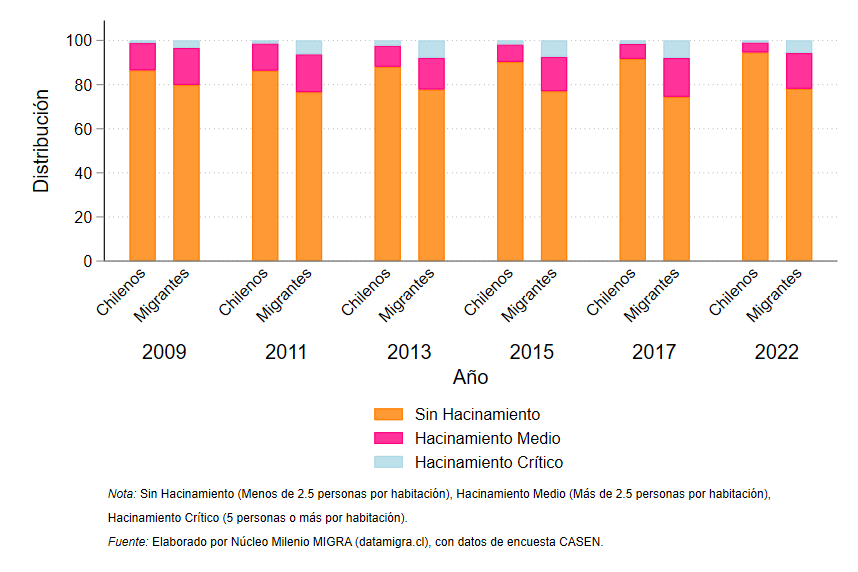 100
80
60
40
20
0
Distribución
Chilenos Migrantes Chilenos Migrantes Chilenos Migrantes Chilenos Migrantes Chilenos Migrantes Chilenos Migrantes
2009 2011 2013 2015 2017 2022
Año
Sin Hacinamiento
Hacinamiento Medio
Hacinamiento Crítico
Nota: Sin Hacinamiento (Menos de 2.5 personas por habitación), Hacinamiento Medio (Más de 2.5 personas por habitación),
Hacinamiento Crítico (5 personas o más por habitación).
Fuente: Elaborado por Núcleo Milenio MIGRA (datamigra.cl), con datos de encuesta CASEN.